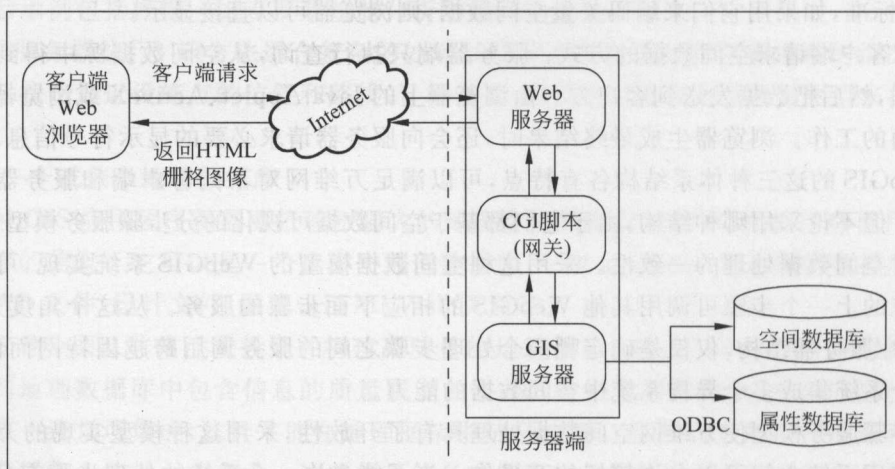 客户端
Web
浏览器
客户端请求
返回HTML
栅格图像
Internet
Web
服务器
CGI脚本
(网关)
GIS
服务器
服务器端
ODBC
空间数据库
属性数据库